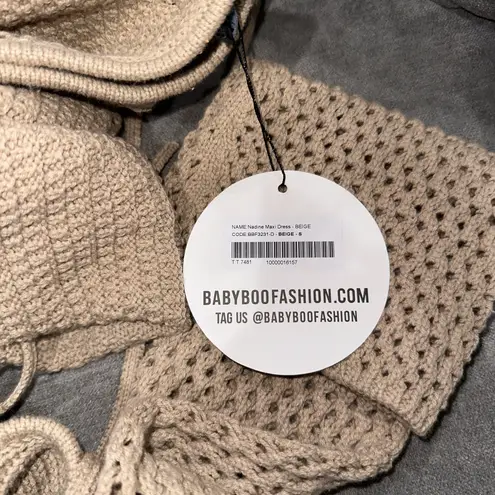 NAME:Nadine Maxi Dress - BEIGE
CODE:BBF3231-D - BEIGE - S
T T 7481 10000016157
BABYBOOFASHION.COM
TAG US @BABYBOOFASHION